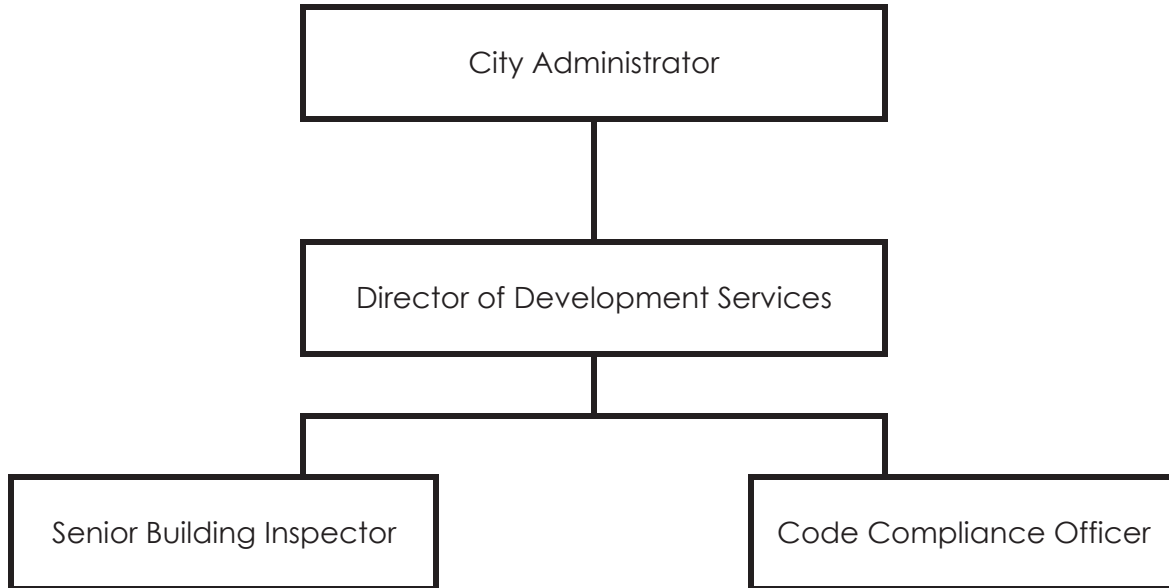 City Administrator
Director of Development Services
Senior Building Inspector
Code Compliance Officer